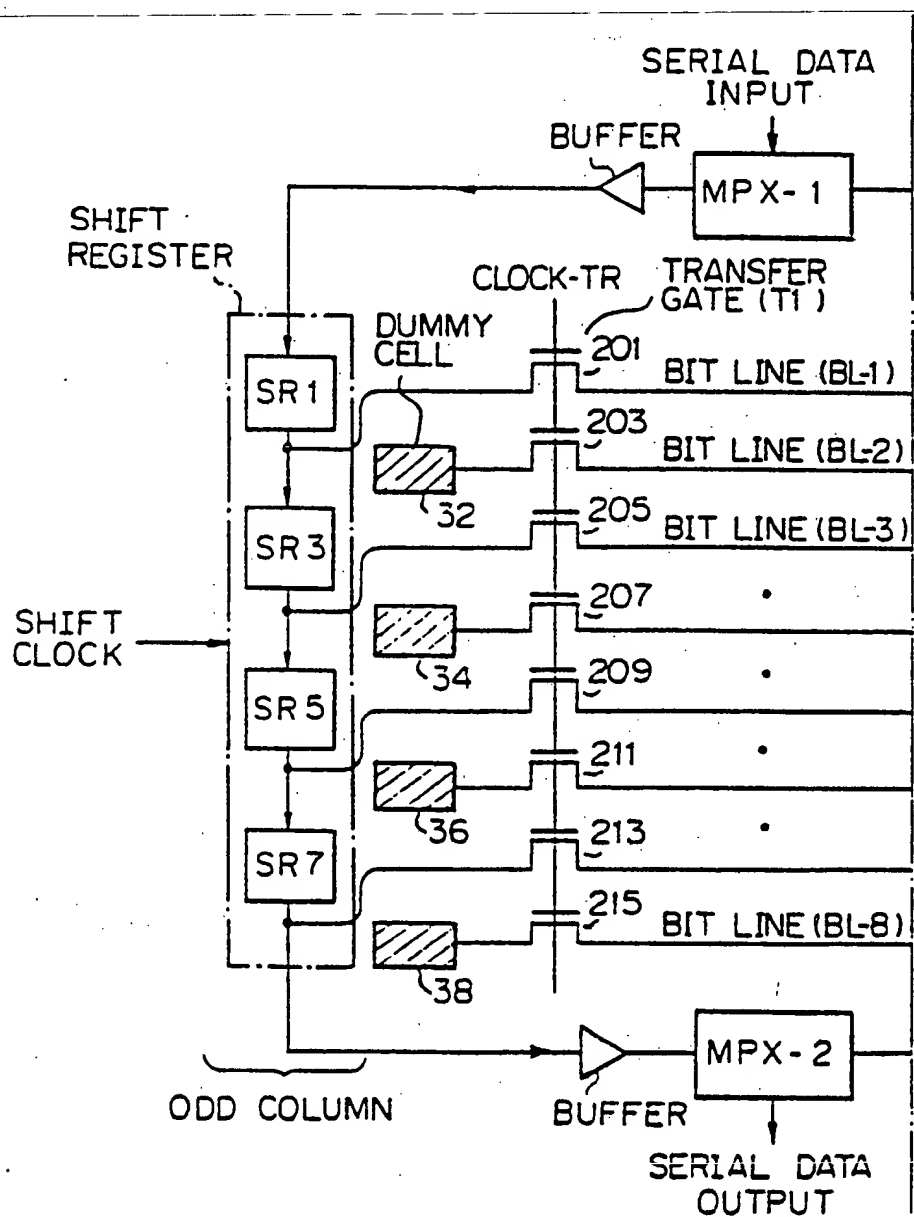 SERIAL DATA
INPUT
BUFFER
MPX-1
SHIFT
REGISTER
CLOCK-TR
TRANSFER
GATE (T1)
DUMMY
CELL
201
SR1
BIT LINE (BL-1)
203
BIT LINE (BL-2)
32
205
SR3
BIT LINE (BL-3)
207
SHIFT
CLOCK
34
209
SR5
211
36
213
SR7
215
BIT LINE (BL-8)
38
MPX-2
ODD COLUMN
BUFFER
SERIAL DATA
OUTPUT